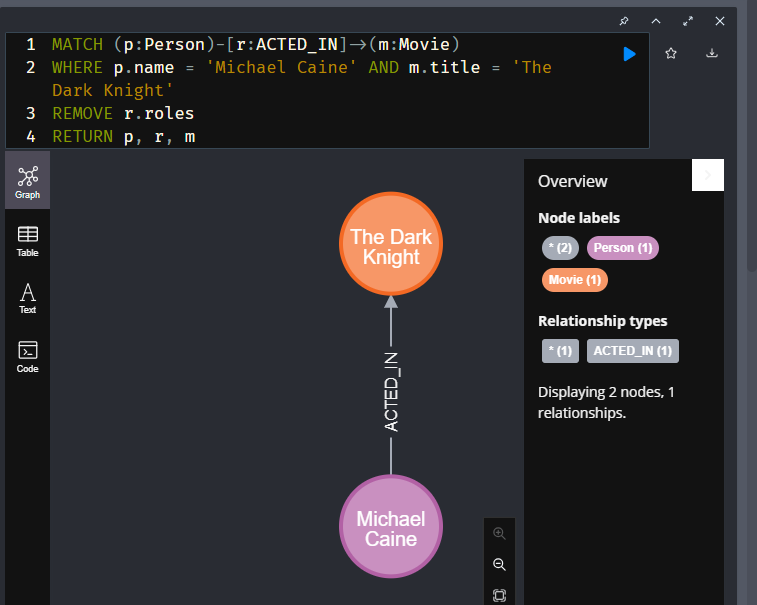 1 MATCH (p:Person)-[r:ACTED_IN]->(m:Movie)
2 WHERE p.name = 'Michael Caine' AND m.title = 'The
Dark Knight'
3 REMOVE r.roles
4 RETURN p, r, m
Graph
Table
Text
Code
The Dark
Knight
ACTED_IN
Michael
Caine
Overview
Node labels
* (2) Person (1)
Movie (1)
Relationship types
* (1) ACTED_IN (1)
Displaying 2 nodes, 1
relationships.